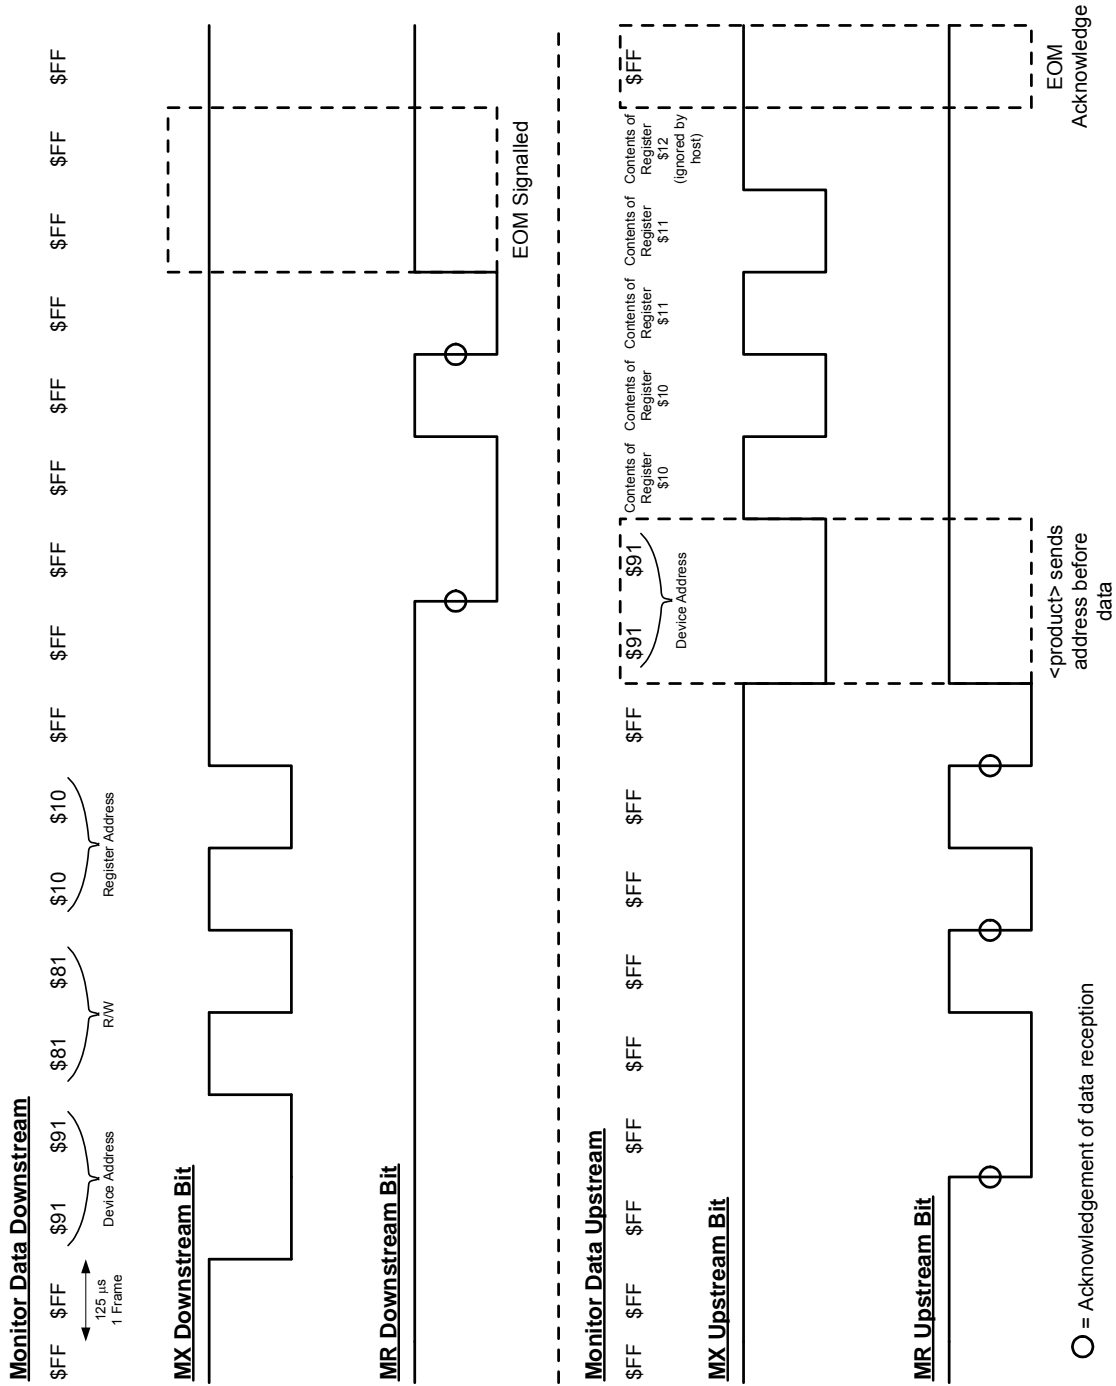 Monitor Data Downstream
$FF $FF $91 $91 $81 $81 $10 $10 $FF $FF $FF $FF $FF $FF $FF $FF $FF
125 µs
1 Frame
Device Address
R/W
Register Address
MX Downstream Bit
MR Downstream Bit
EOM Signalled
Monitor Data Upstream
$FF $FF $FF $FF $FF $FF $FF $FF $FF $91 $91
Device Address
Contents of
Register
$10
Contents of
Register
$10
Contents of
Register
$11
Contents of
Register
$11
Contents of
Register
$12
(ignored by
host)
$FF
MX Upstream Bit
MR Upstream Bit
<product> sends
address before
data
EOM
Acknowledge
= Acknowledgement of data reception